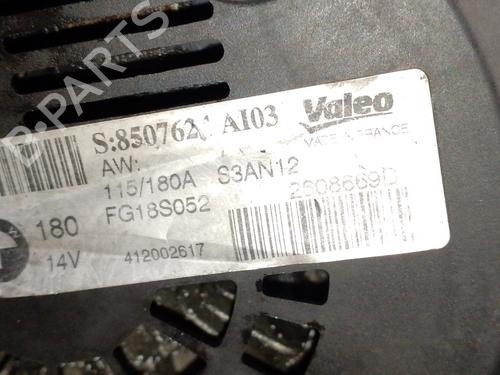 B-PARTS
S:850762 AI03 Valeo
AW: MADE IN FRANCE
115/180A S3AN12
180 FG18S052 2608669D
14V 412002617